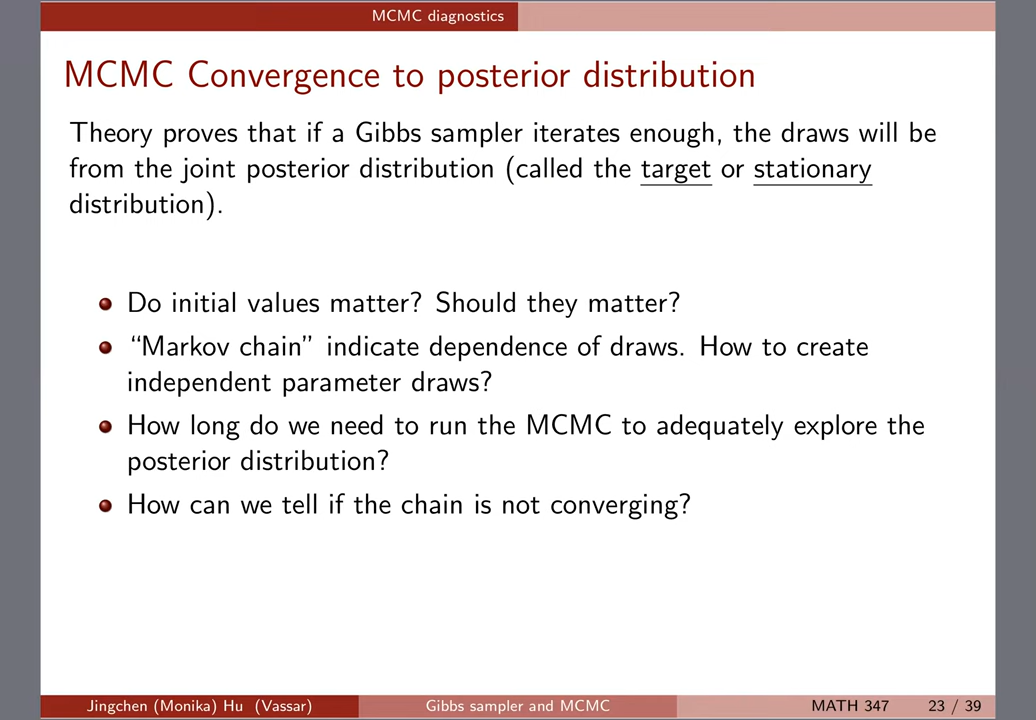 MCMC diagnostics
MCMC Convergence to posterior distribution
Theory proves that if a Gibbs sampler iterates enough, the draws will be
from the joint posterior distribution (called the target or stationary
distribution).
Do initial values matter? Should they matter?
“Markov chain” indicate dependence of draws. How to create
independent parameter draws?
How long do we need to run the MCMC to adequately explore the
posterior distribution?
How can we tell if the chain is not converging?
Jingchen (Monika) Hu (Vassar) Gibbs sampler and MCMC MATH 347 23 / 39